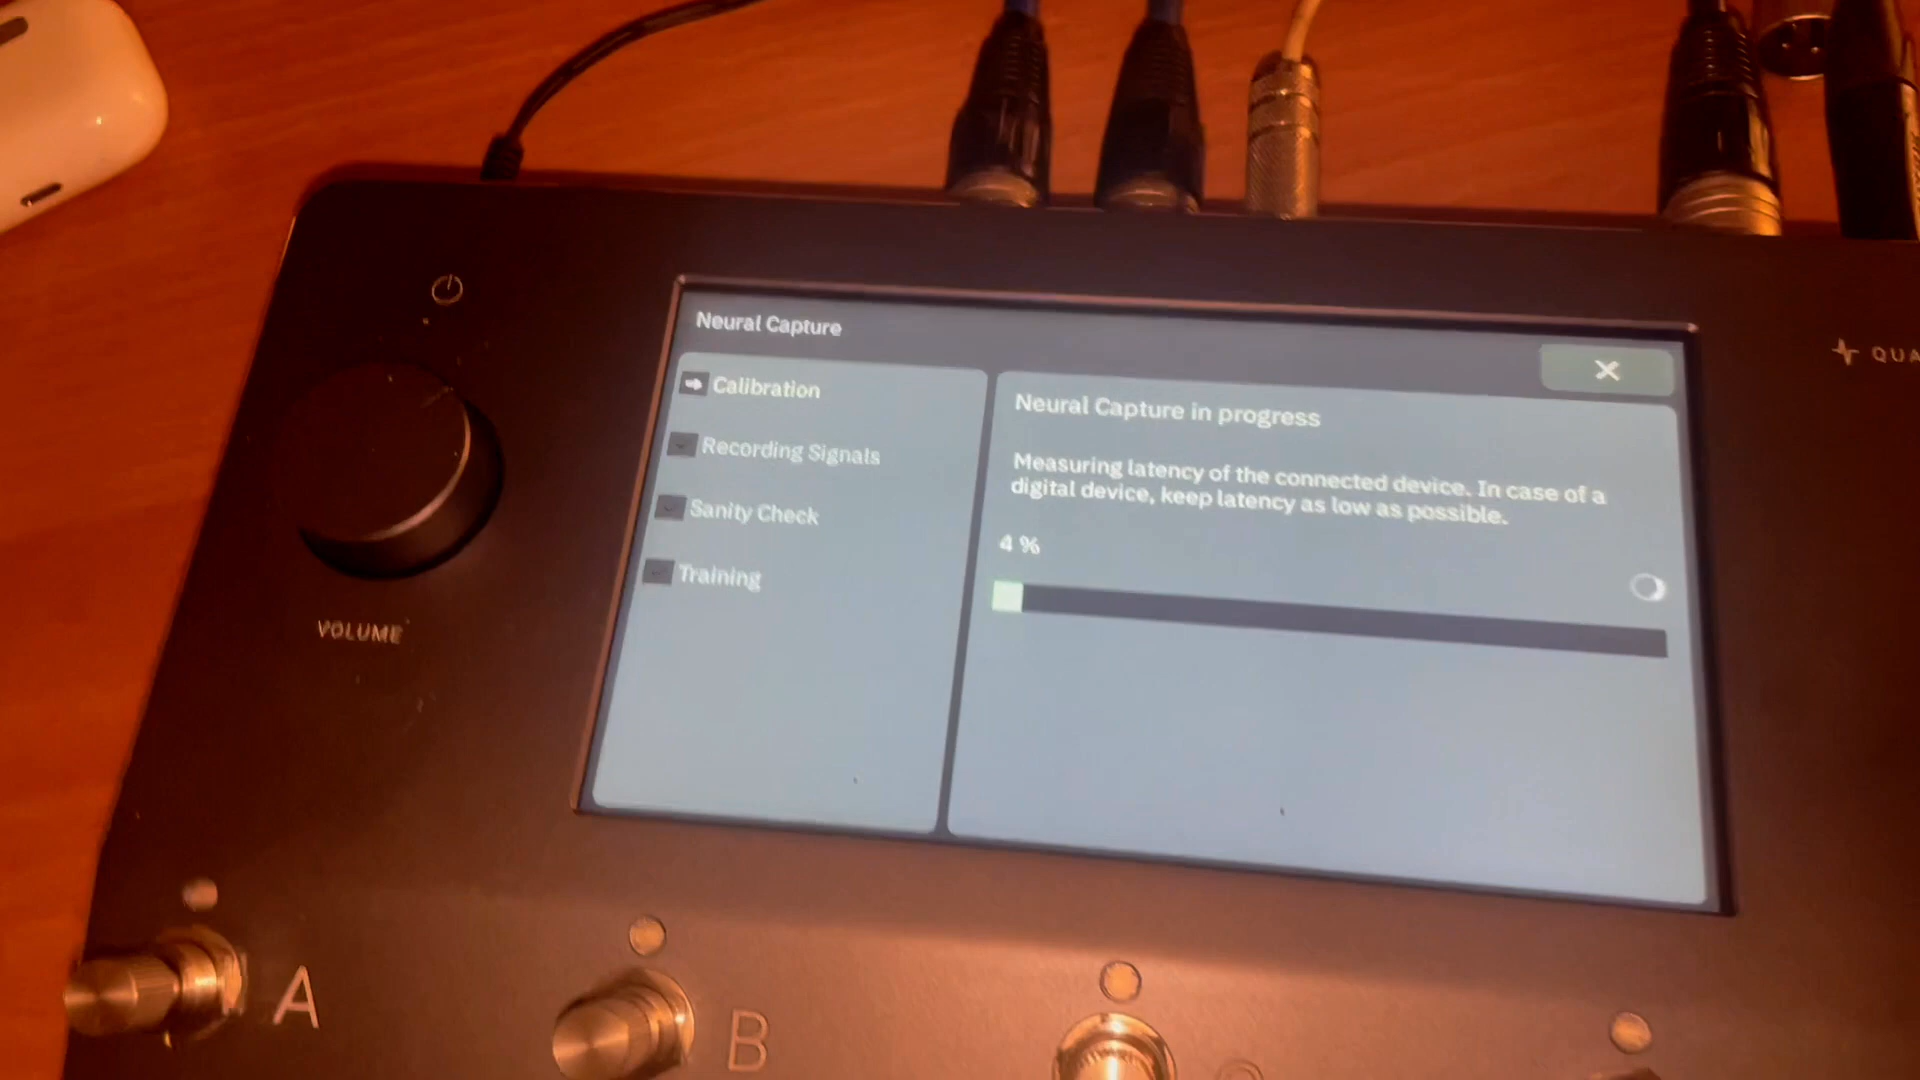 QUA
Neural Capture
Calibration
Recording Signals
Sanity Check
Training
Neural Capture in progress
Measuring latency of the connected device. In case of a
digital device, keep latency as low as possible.
4 %
VOLUME
A
B